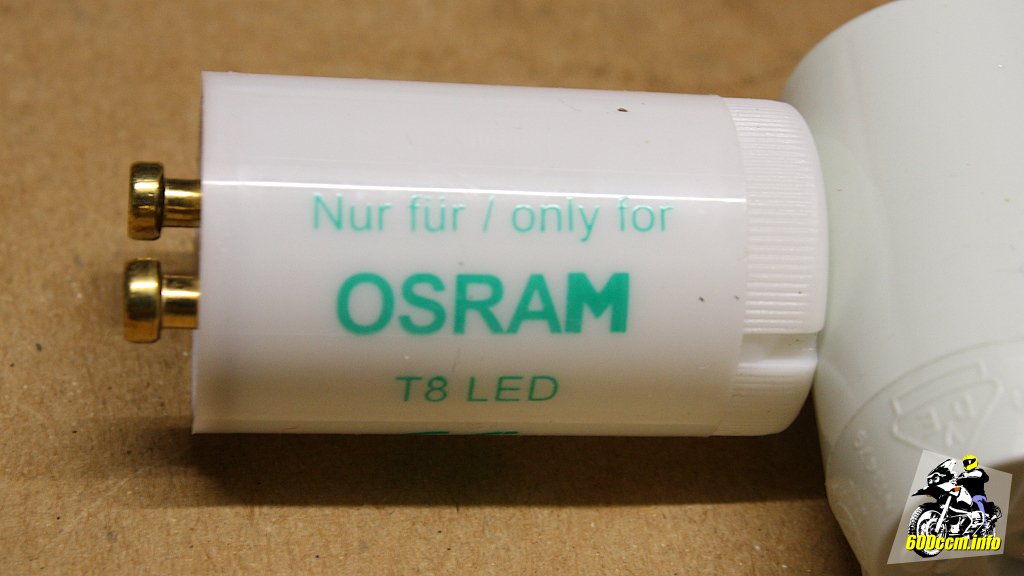 Nur für / only for
OSRAM
T8 LED
600ccm.info